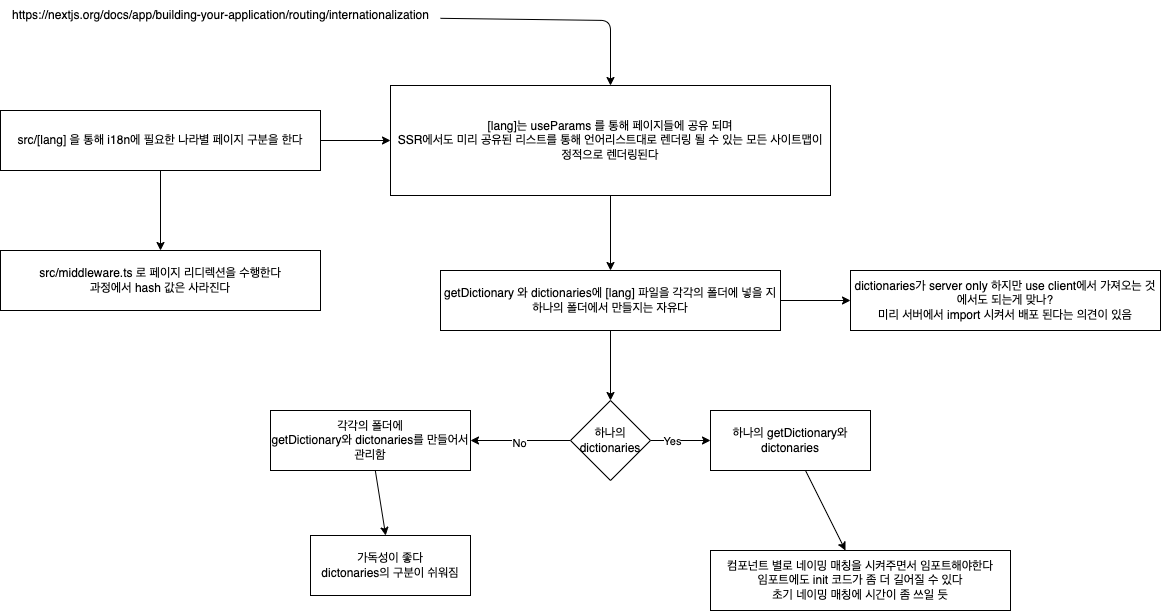 https://nextjs.org/docs/app/building-your-application/routing/internationalization
src/[lang] 을 통해 i18n에 필요한 나라별 페이지 구분을 한다
[lang]는 useParams 를 통해 페이지들에 공유 되며
SSR에서도 미리 공유된 리스트를 통해 언어리스트대로 렌더링 될 수 있는 모든 사이트맵이
정적으로 렌더링된다
src/middleware.ts 로 페이지 리디렉션을 수행한다
과정에서 hash 값은 사라진다
getDictionary 와 dictionaries에 [lang] 파일을 각각의 폴더에 넣을 지
하나의 폴더에서 만들지는 자유다
dictionaries가 server only 하지만 use client에서 가져오는 것
에서도 되는게 맞나?
미리 서버에서 import 시켜서 배포 된다는 의견이 있음
하나의
dictionaries
No
Yes
각각의 폴더에
getDictionary와 dictonaries를 만들어서
관리함
하나의 getDictionary와
dictonaries
가독성이 좋다
dictonaries의 구분이 쉬워짐
컴포넌트 별로 네이밍 매칭을 시켜주면서 임포트해야한다
임포트에도 init 코드가 좀 더 길어질 수 있다
초기 네이밍 매칭에 시간이 좀 쓰일 듯